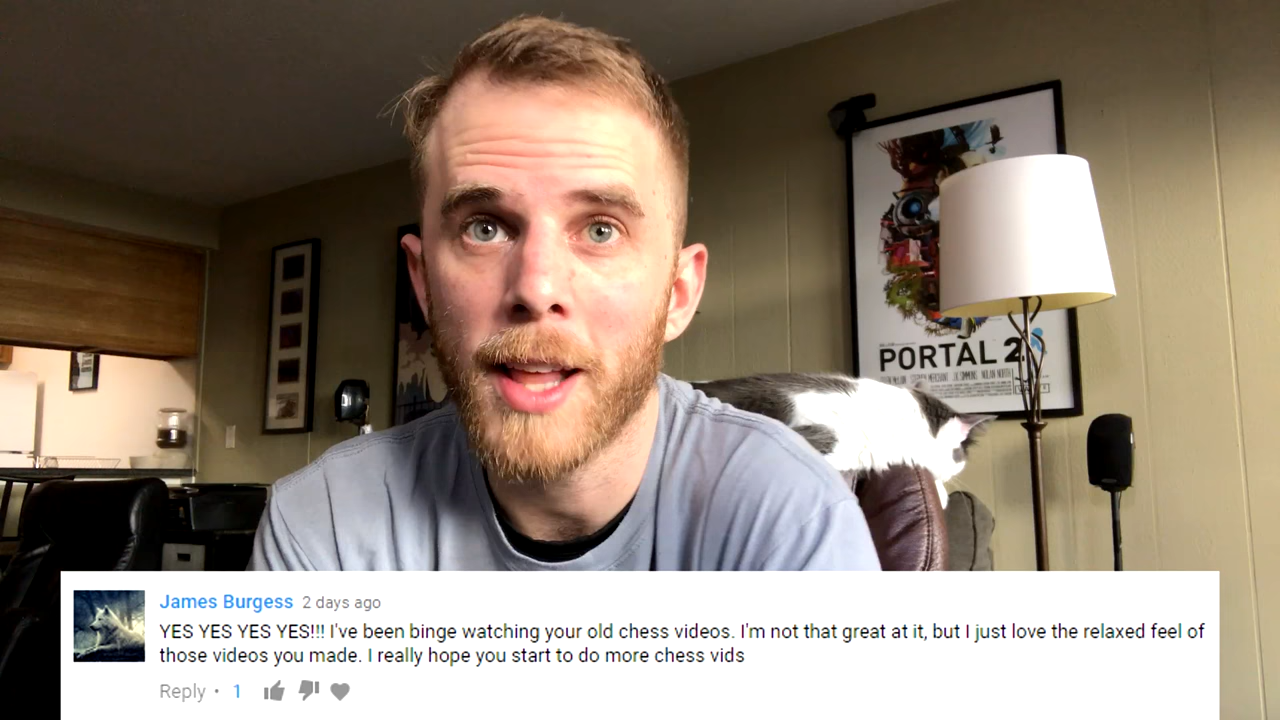 PORTAL 2
James Burgess 2 days ago
YES YES YES YES!!! I've been binge watching your old chess videos. I'm not that great at it, but I just love the relaxed feel of
those videos you made. I really hope you start to do more chess vids
Reply • 1